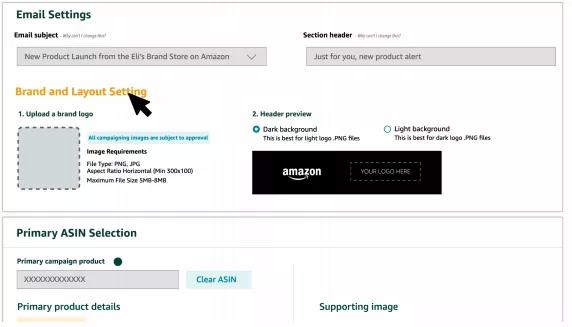 Email Settings
Email subject - Why can't I change this?
Section header - Why can't I change this?
New Product Launch from the Eli's Brand Store on Amazon
Just for you, new product alert
Brand and Layout Setting
1. Upload a brand logo
2. Header preview
All campaigning images are subject to approval
Dark background
Light background
This is best for light logo .PNG files
This is best for dark logo .PNG files
Image Requirements
File Type: PNG, JPG
Aspect Ratio Horizontal (Min 300x100)
Maximum File Size 5MB-8MB
amazon
YOUR LOGO HERE
Primary ASIN Selection
Primary campaign product
XXXXXXXXXXXXX
Clear ASIN
Primary product details
Supporting image